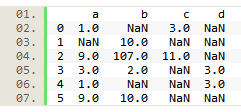 01. a b c d
02. 0 1.0 NaN 3.0 NaN
03. 1 NaN 10.0 NaN NaN
04. 2 9.0 107.0 11.0 NaN
05. 3 3.0 2.0 NaN 3.0
06. 4 1.0 NaN NaN 3.0
07. 5 9.0 10.0 NaN NaN